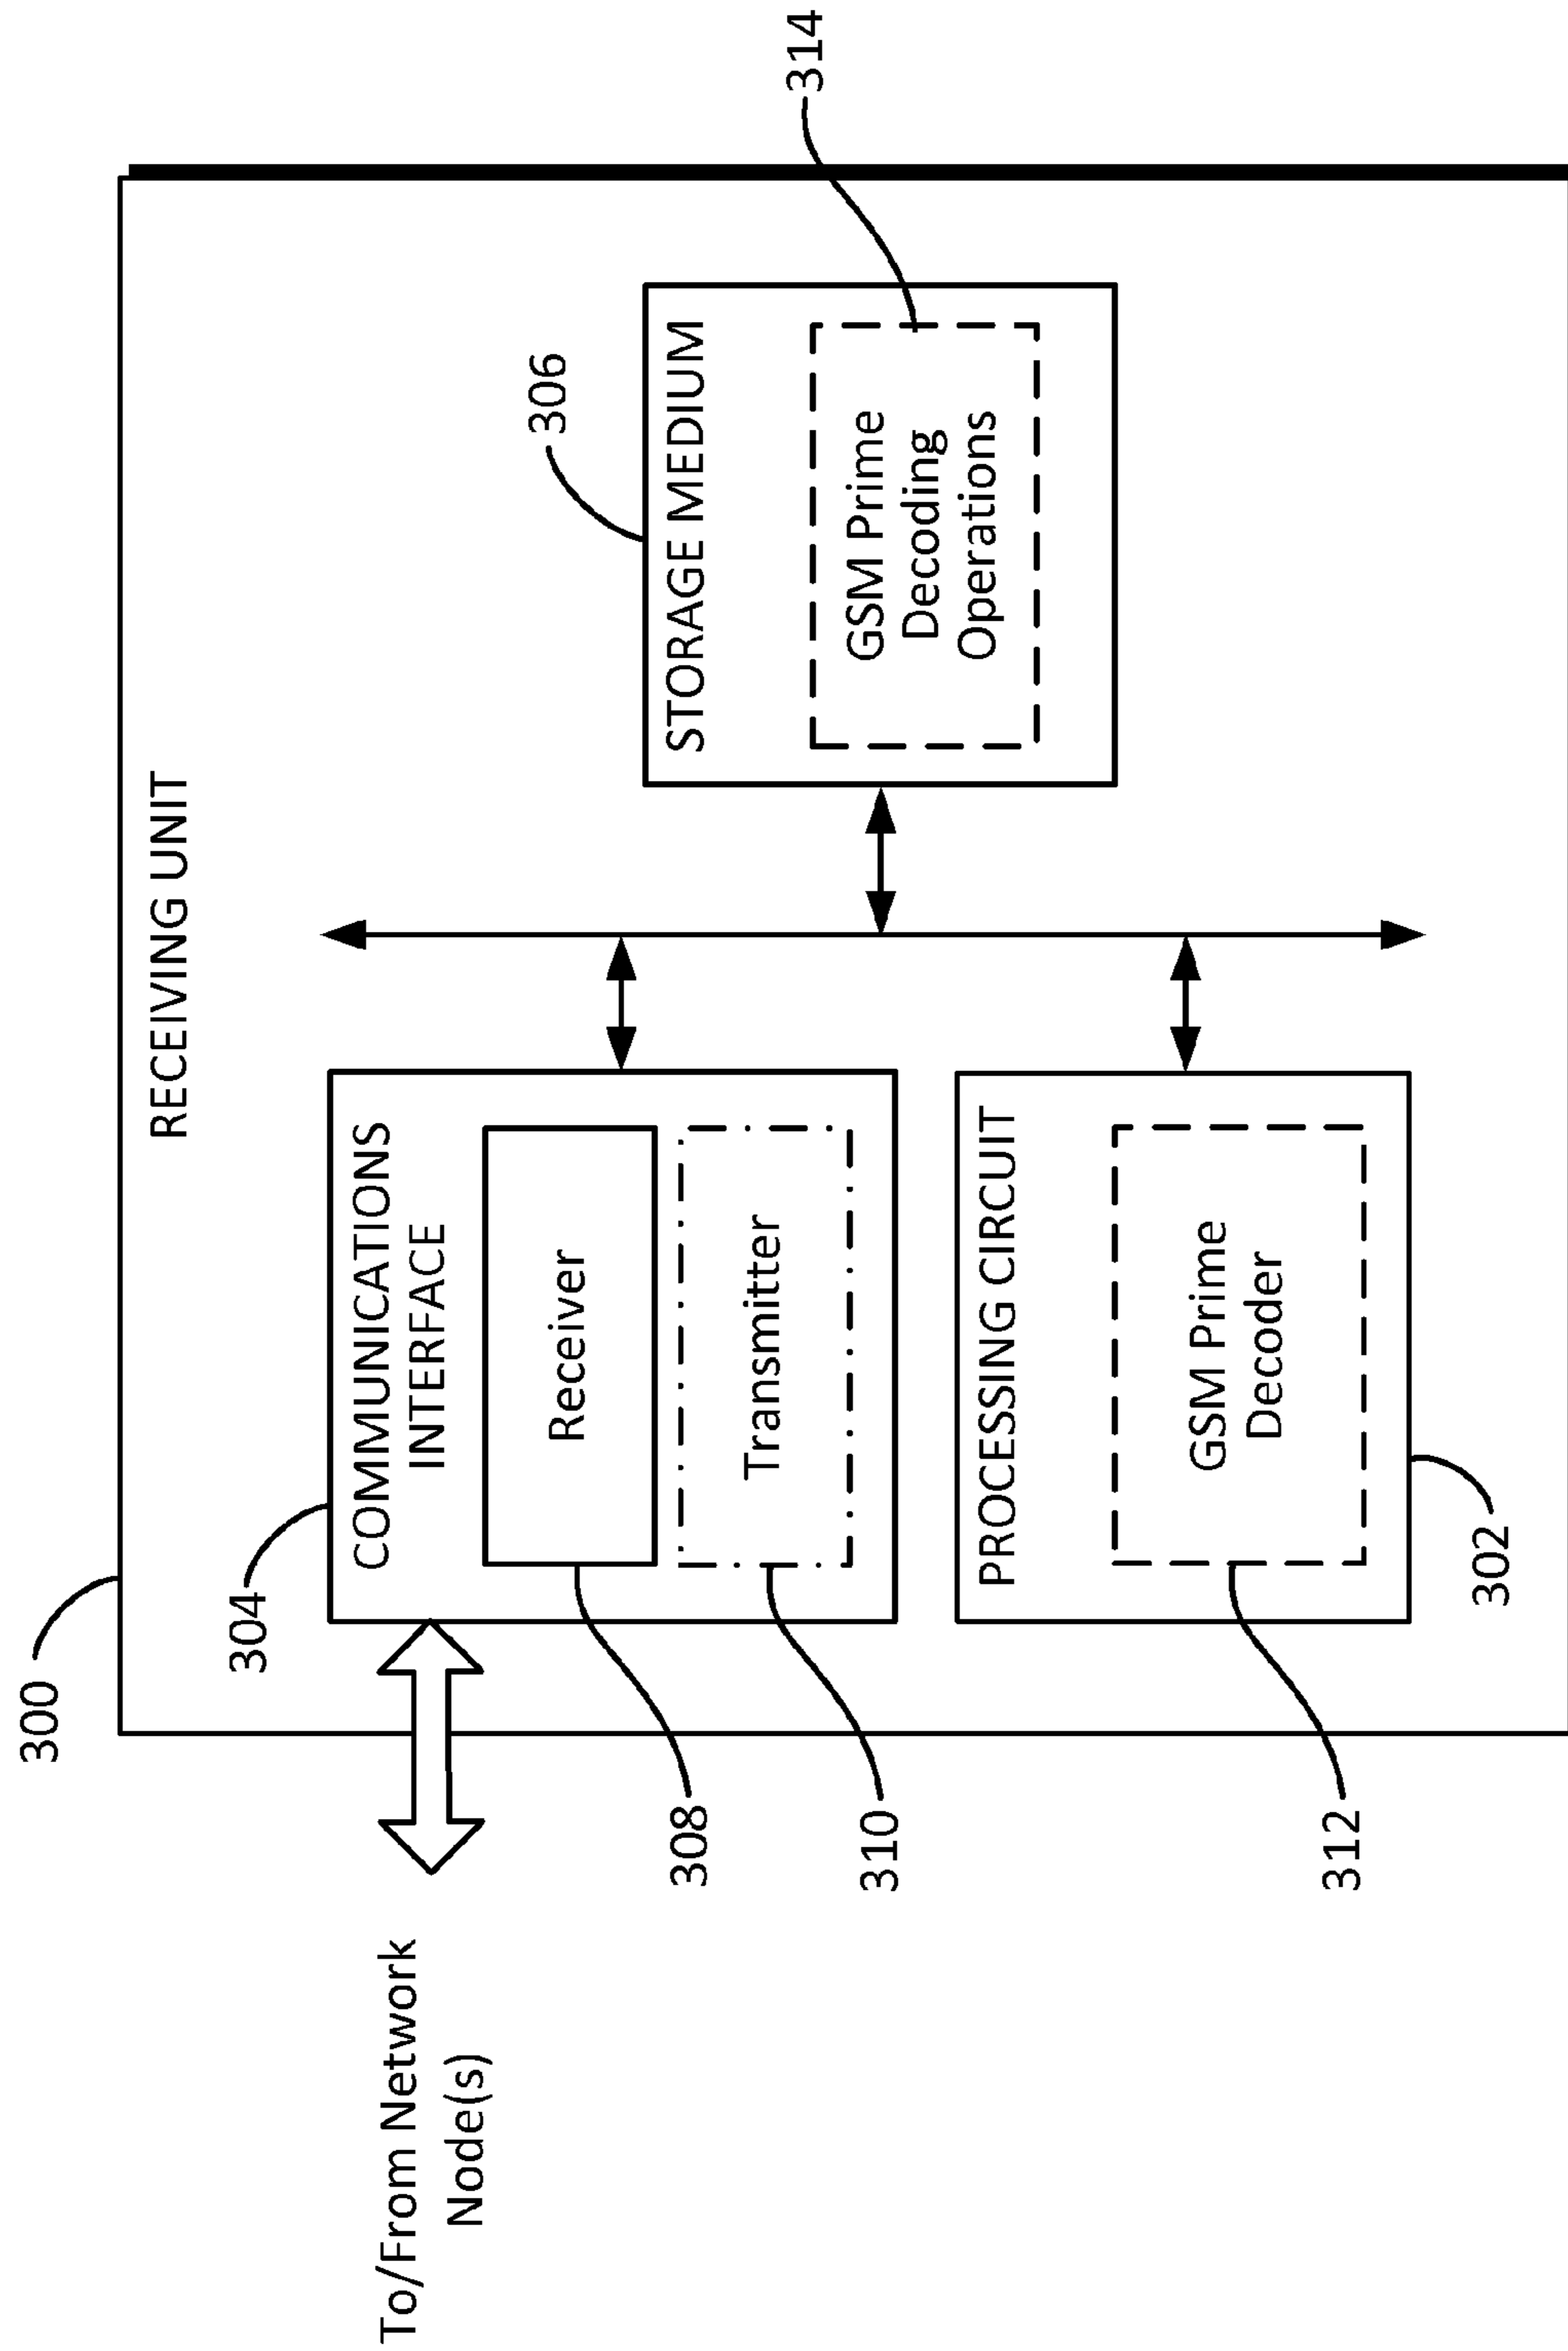 300
RECEIVING UNIT
304
306
314
To/From Network
Node(s)
COMMUNICATIONS
INTERFACE
Receiver
Transmitter
308
310
STORAGE MEDIUM
GSM Prime
Decoding
Operations
PROCESSING CIRCUIT
GSM Prime
Decoder
312
302